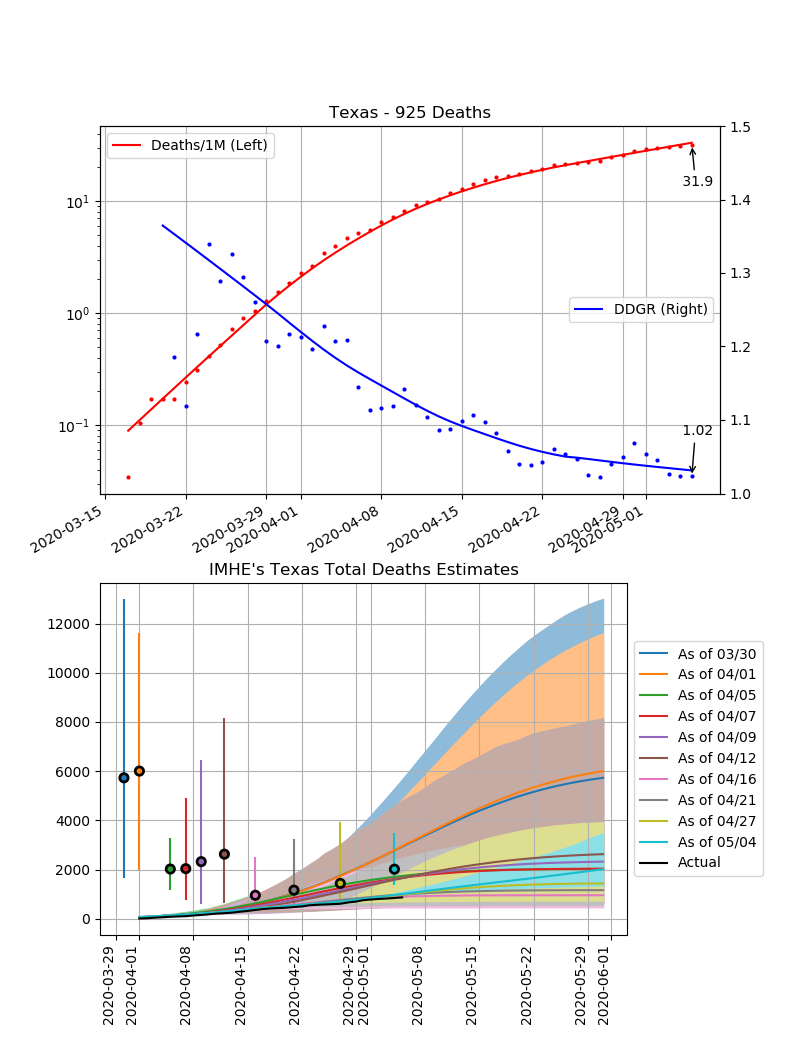 Texas - 925 Deaths
Deaths/1M (Left)
DDGR (Right)
31.9
1.02
10¹
10⁰
10⁻¹
1.5
1.4
1.3
1.2
1.1
1.0
2020-03-15
2020-03-22
2020-03-29
2020-04-01
2020-04-08
2020-04-15
2020-04-22
2020-04-29
2020-05-01
IMHE's Texas Total Deaths Estimates
12000
10000
8000
6000
4000
2000
0
As of 03/30
As of 04/01
As of 04/05
As of 04/07
As of 04/09
As of 04/12
As of 04/16
As of 04/21
As of 04/27
As of 05/04
Actual
2020-03-29
2020-04-01
2020-04-08
2020-04-15
2020-04-22
2020-04-29
2020-05-01
2020-05-08
2020-05-15
2020-05-22
2020-05-29
2020-06-01